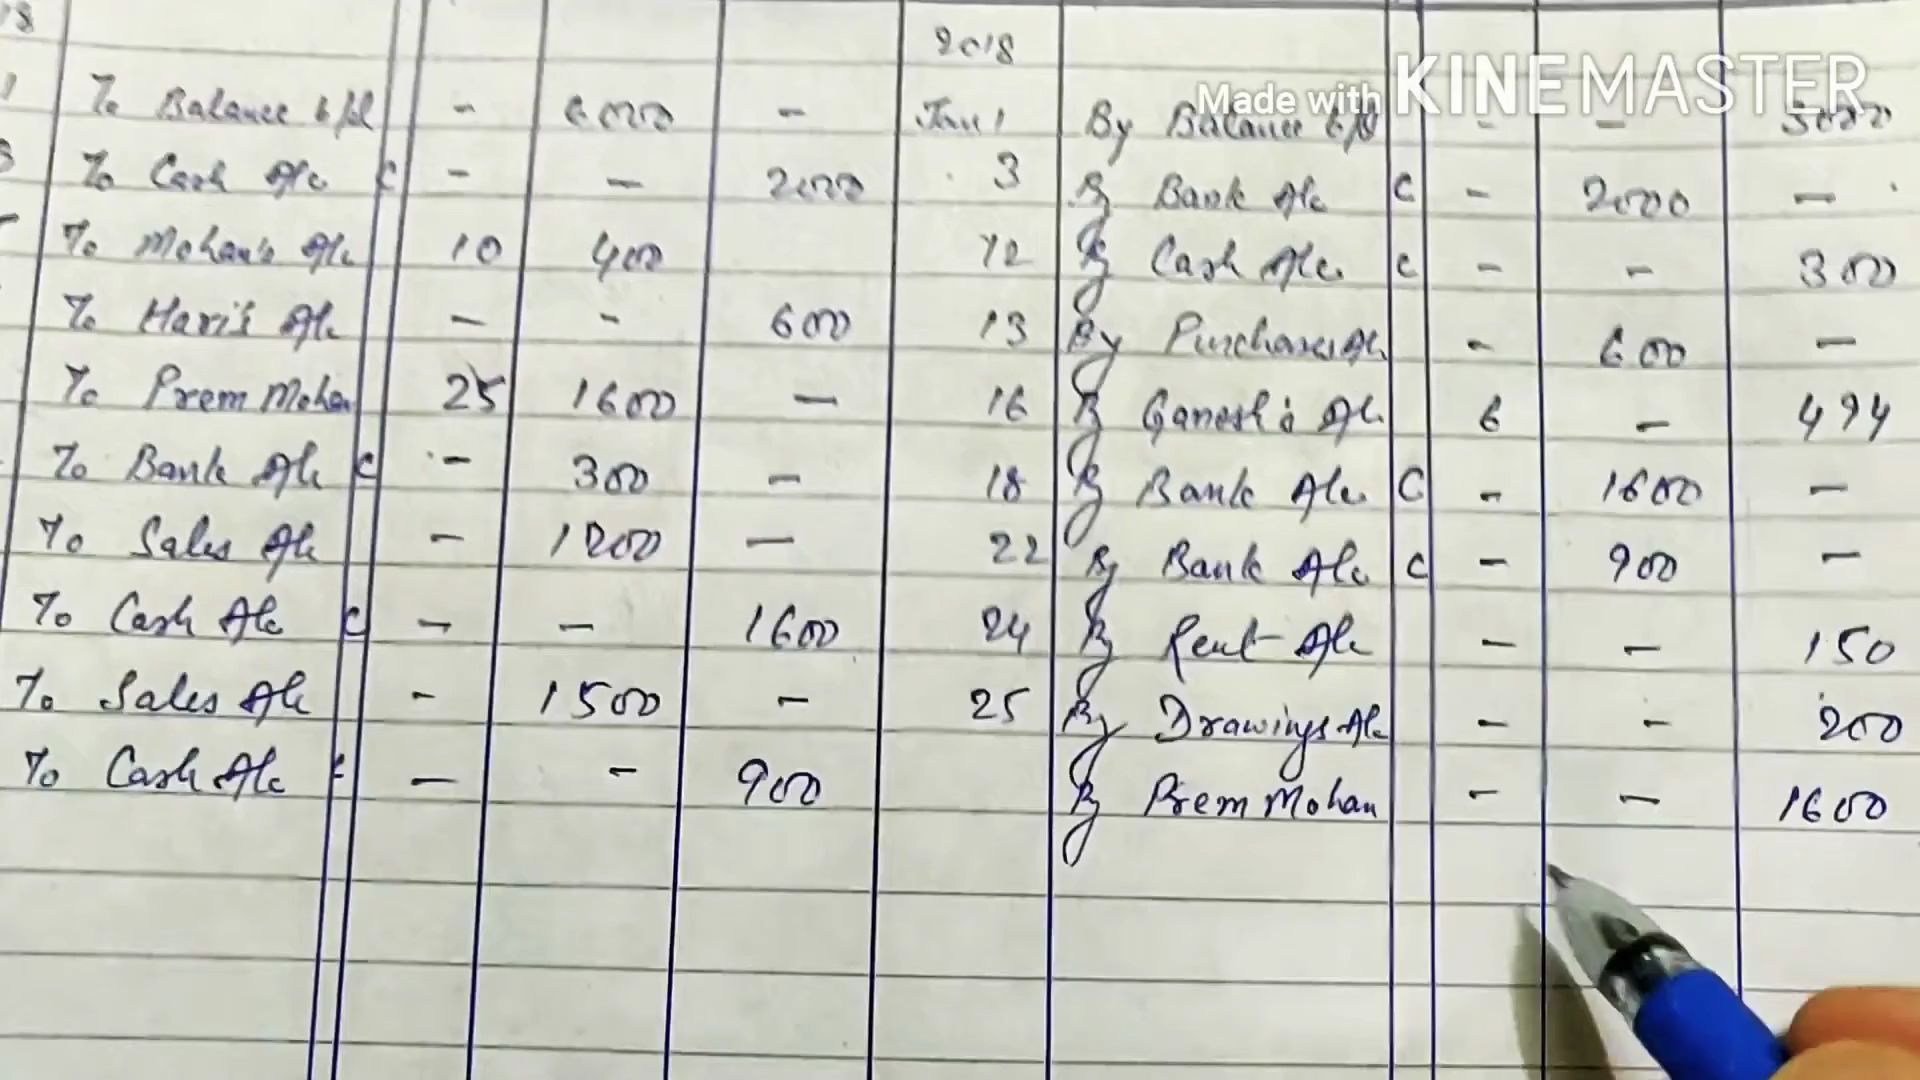 18 2018
Made with KINEMASTER
1 To Balance b/d - 6000 - Jan 1 By Balance b/d - - 5000
3 To Cash A/c C - - 2000 3 By Bank A/c C - 2000 -
To Mohan's A/c 10 400 12 By Cash A/c C - - 300
To Hari's A/c - - 600 13 By Purchases A/c - 600 -
To Prem Mohan 25 1600 - 16 By Ganesh's A/c 6 - 494
To Bank A/c C - 300 - 18 By Bank A/c C - 1600 -
To Sales A/c - 1200 - 22 By Bank A/c C - 900 -
To Cash A/c C - - 1600 24 By Rent A/c - - 150
To Sales A/c - 1500 - 25 By Drawings A/c - - 200
To Cash A/c C - - 900 By Prem Mohan - - 1600